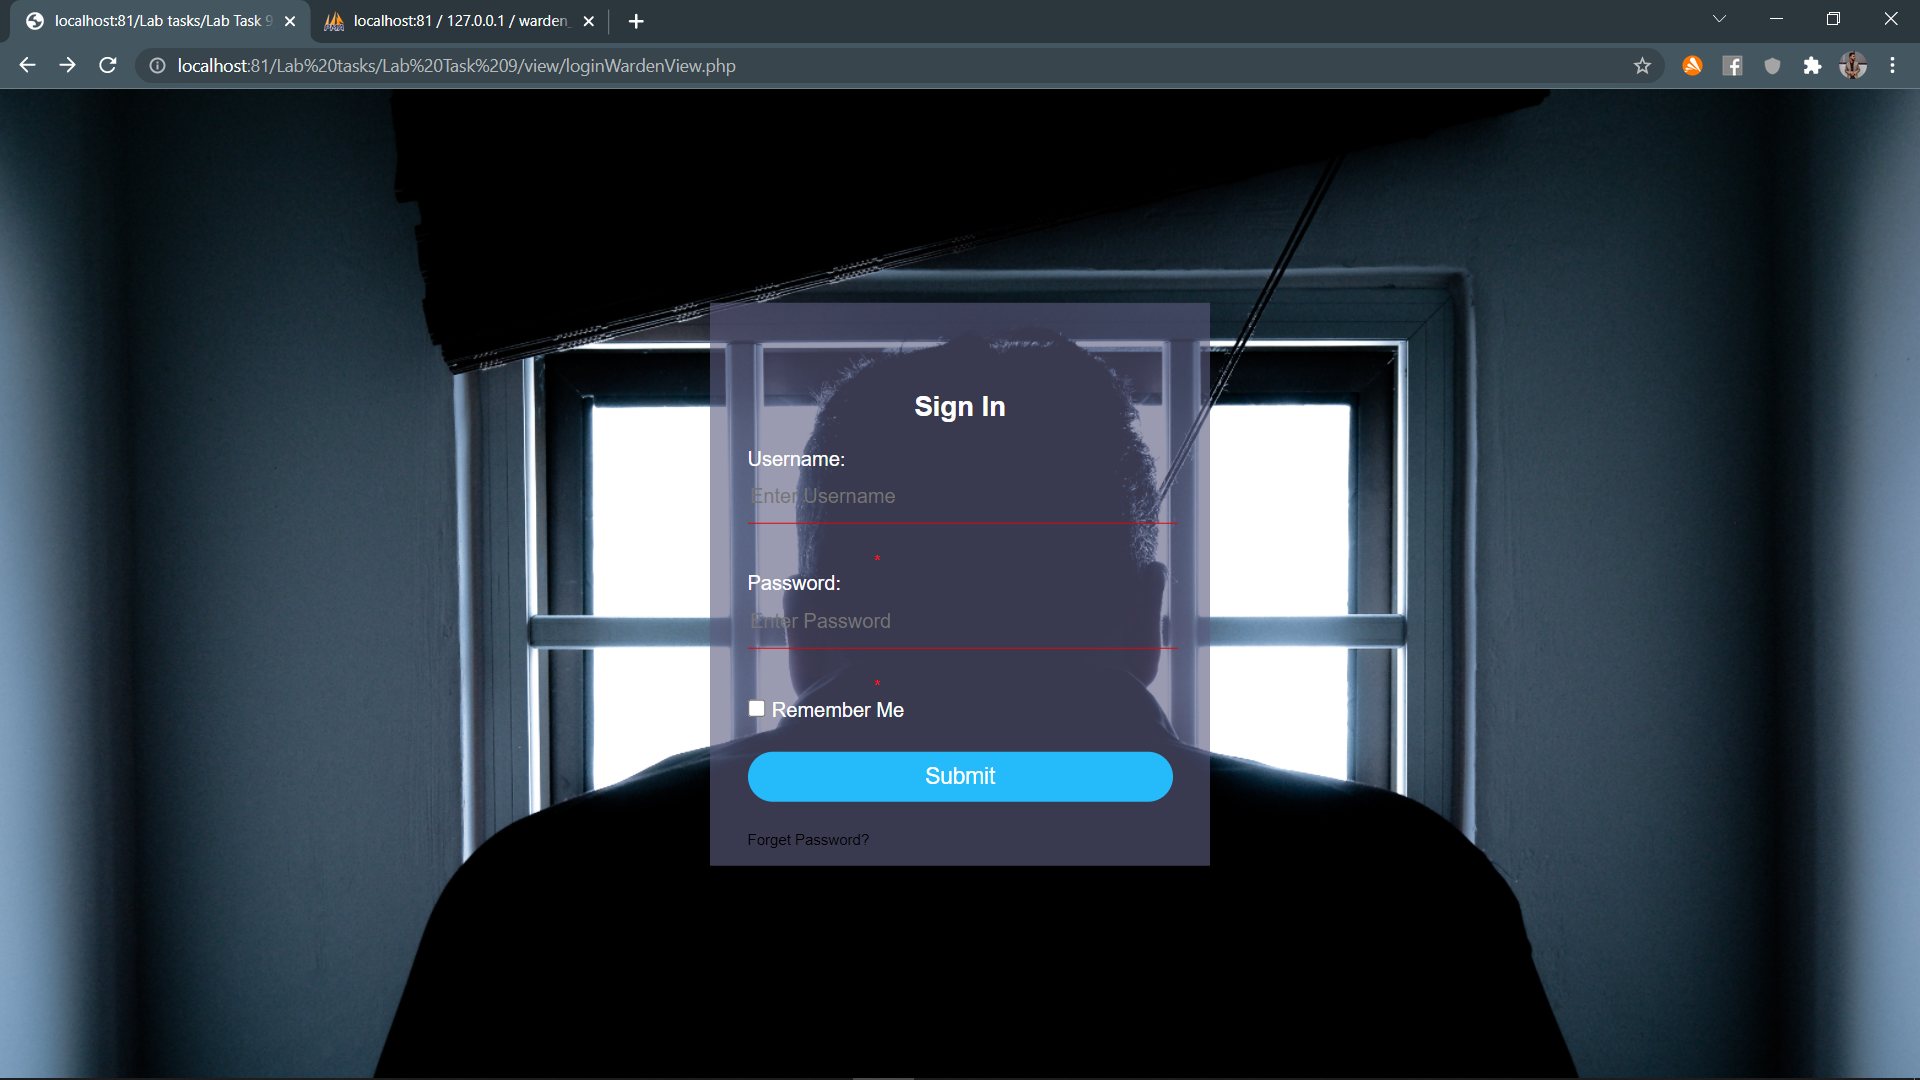 localhost:81/Lab tasks/Lab Task 9
localhost:81 / 127.0.0.1 / warden_
localhost:81/Lab%20tasks/Lab%20Task%209/view/loginWardenView.php
Sign In
Username:
Enter Username
*
Password:
Enter Password
*
Remember Me
Submit
Forget Password?